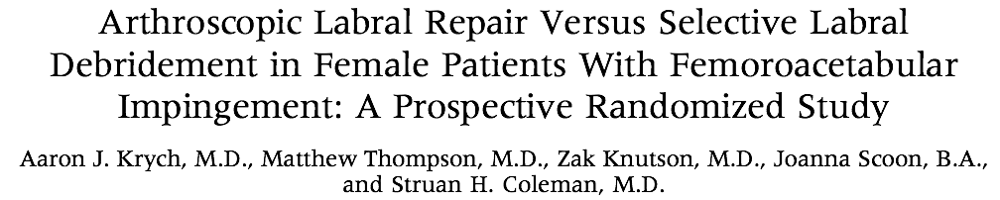 Arthroscopic Labral Repair Versus Selective Labral
Debridement in Female Patients With Femoroacetabular
Impingement: A Prospective Randomized Study
Aaron J. Krych, M.D., Matthew Thompson, M.D., Zak Knutson, M.D., Joanna Scoon, B.A.,
and Struan H. Coleman, M.D.